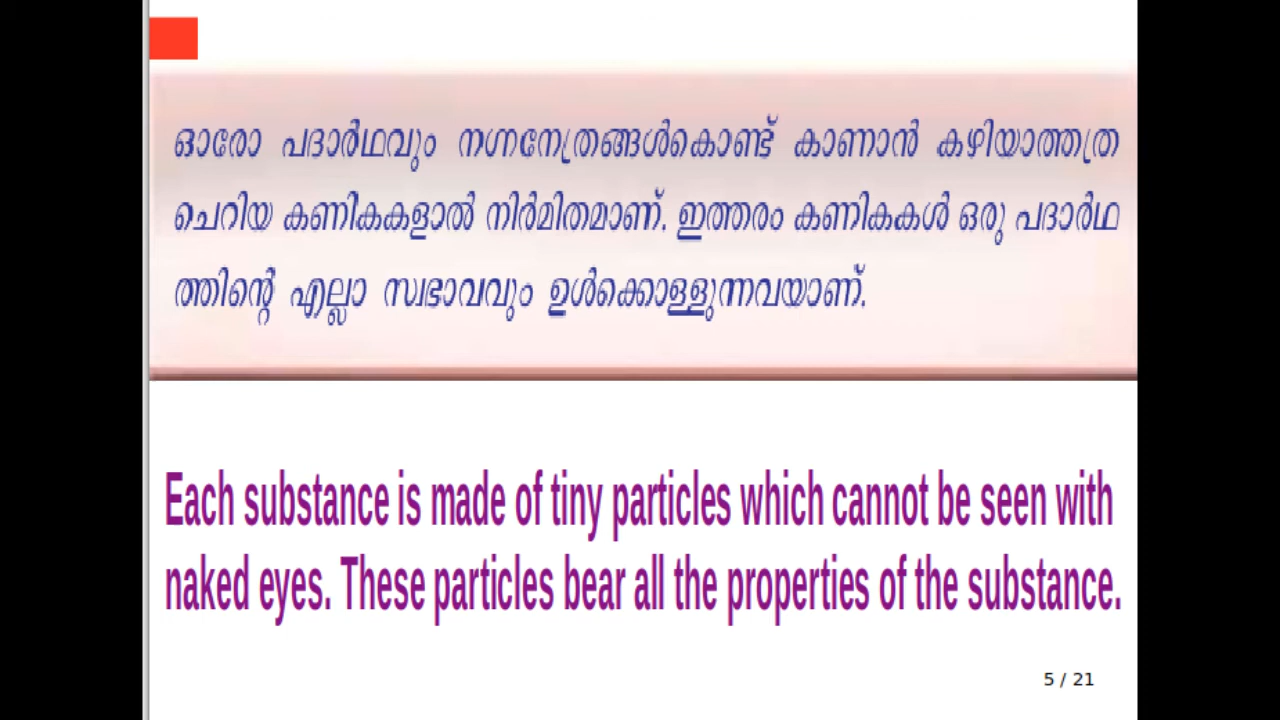 ഓരോ പദാർഥവും നഗ്നനേത്രങ്ങൾകൊണ്ട് കാണാൻ കഴിയാത്തത്ര
ചെറിയ കണികകളാൽ നിർമിതമാണ്. ഇത്തരം കണികകൾ ഒരു പദാർഥ
ത്തിന്റെ എല്ലാ സ്വഭാവവും ഉൾക്കൊള്ളുന്നവയാണ്.
Each substance is made of tiny particles which cannot be seen with
naked eyes. These particles bear all the properties of the substance.
5 / 21